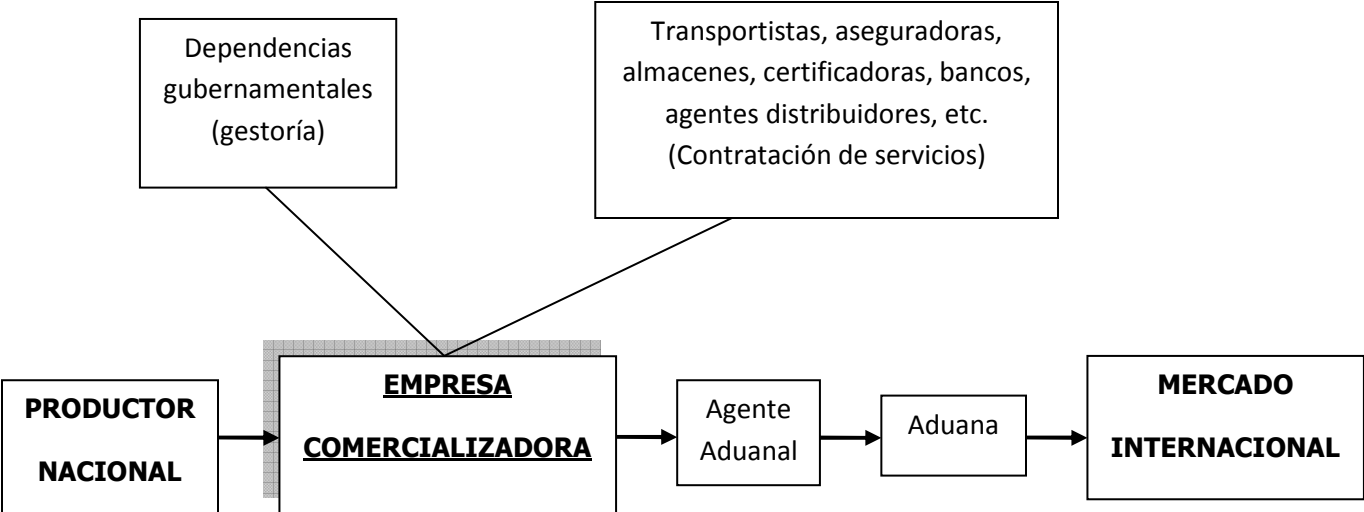 Dependencias
gubernamentales
(gestoría)
Transportistas, aseguradoras,
almacenes, certificadoras, bancos,
agentes distribuidores, etc.
(Contratación de servicios)
PRODUCTOR
NACIONAL
EMPRESA
COMERCIALIZADORA
Agente
Aduanal
Aduana
MERCADO
INTERNACIONAL